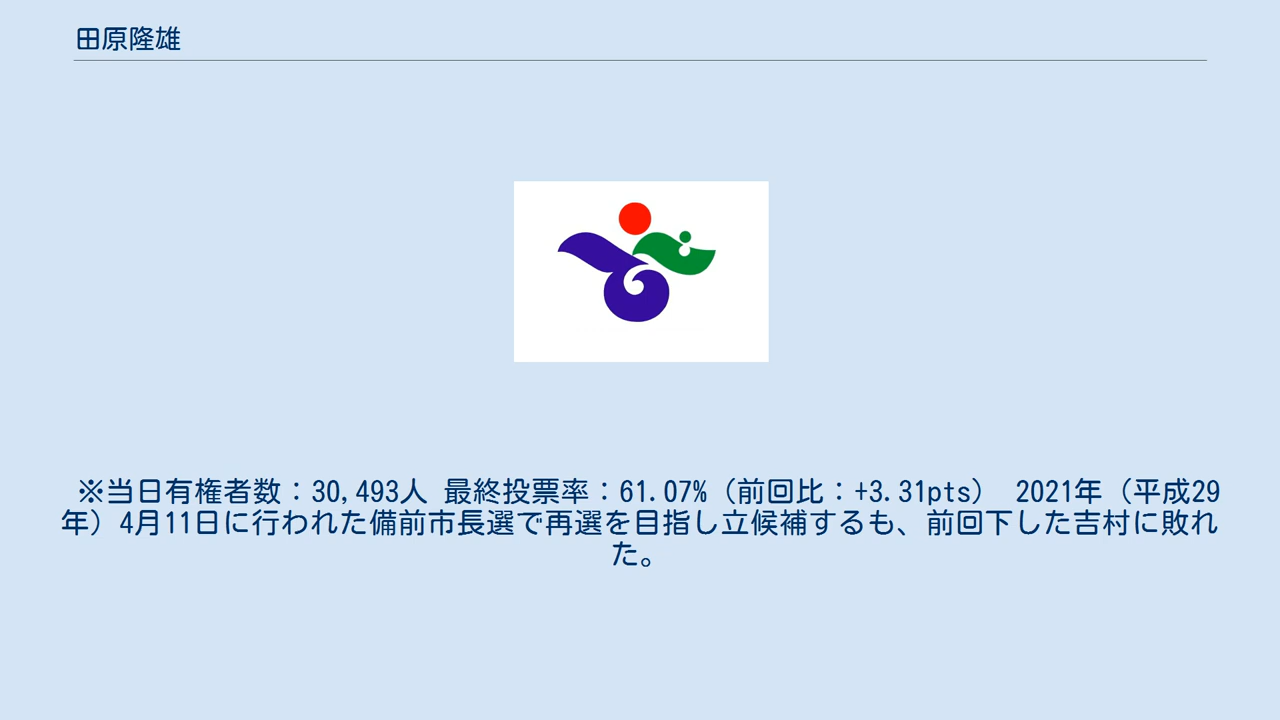 田原隆雄
※当日有権者数：30,493人 最終投票率：61.07%（前回比：+3.31pts） 2021年（平成29
年）4月11日に行われた備前市長選で再選を目指し立候補するも、前回下した吉村に敗れ
た。